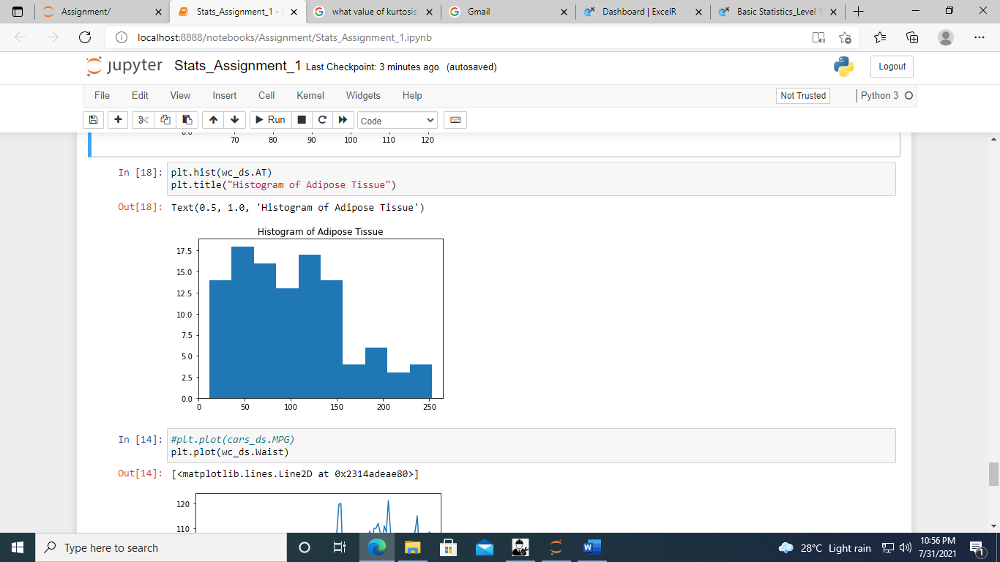 Assignment/
Stats_Assignment_1 - J
what value of kurtosis
Gmail
Dashboard | ExcelR
Basic Statistics_Level 1
localhost:8888/notebooks/Assignment/Stats_Assignment_1.ipynb
jupyter Stats_Assignment_1 Last Checkpoint: 3 minutes ago (autosaved)
Logout
File Edit View Insert Cell Kernel Widgets Help
Not Trusted
Python 3
Run
Code
70 80 90 100 110 120
In [18]: plt.hist(wc_ds.AT)
plt.title("Histogram of Adipose Tissue")
Out[18]: Text(0.5, 1.0, 'Histogram of Adipose Tissue')
Histogram of Adipose Tissue
17.5
15.0
12.5
10.0
7.5
5.0
2.5
0.0
0 50 100 150 200 250
In [14]: #plt.plot(cars_ds.MPG)
plt.plot(wc_ds.Waist)
Out[14]: [<matplotlib.lines.Line2D at 0x2314adeae80>]
120
110
Type here to search
W
28°C Light rain
10:56 PM
7/31/2021
1